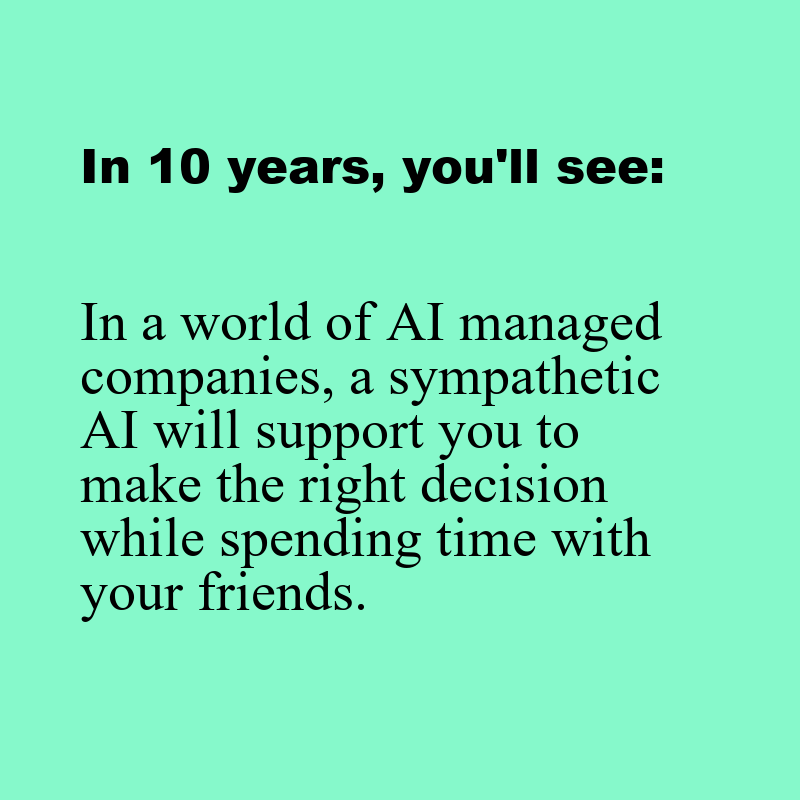 In 10 years, you'll see:
In a world of AI managed
companies, a sympathetic
AI will support you to
make the right decision
while spending time with
your friends.